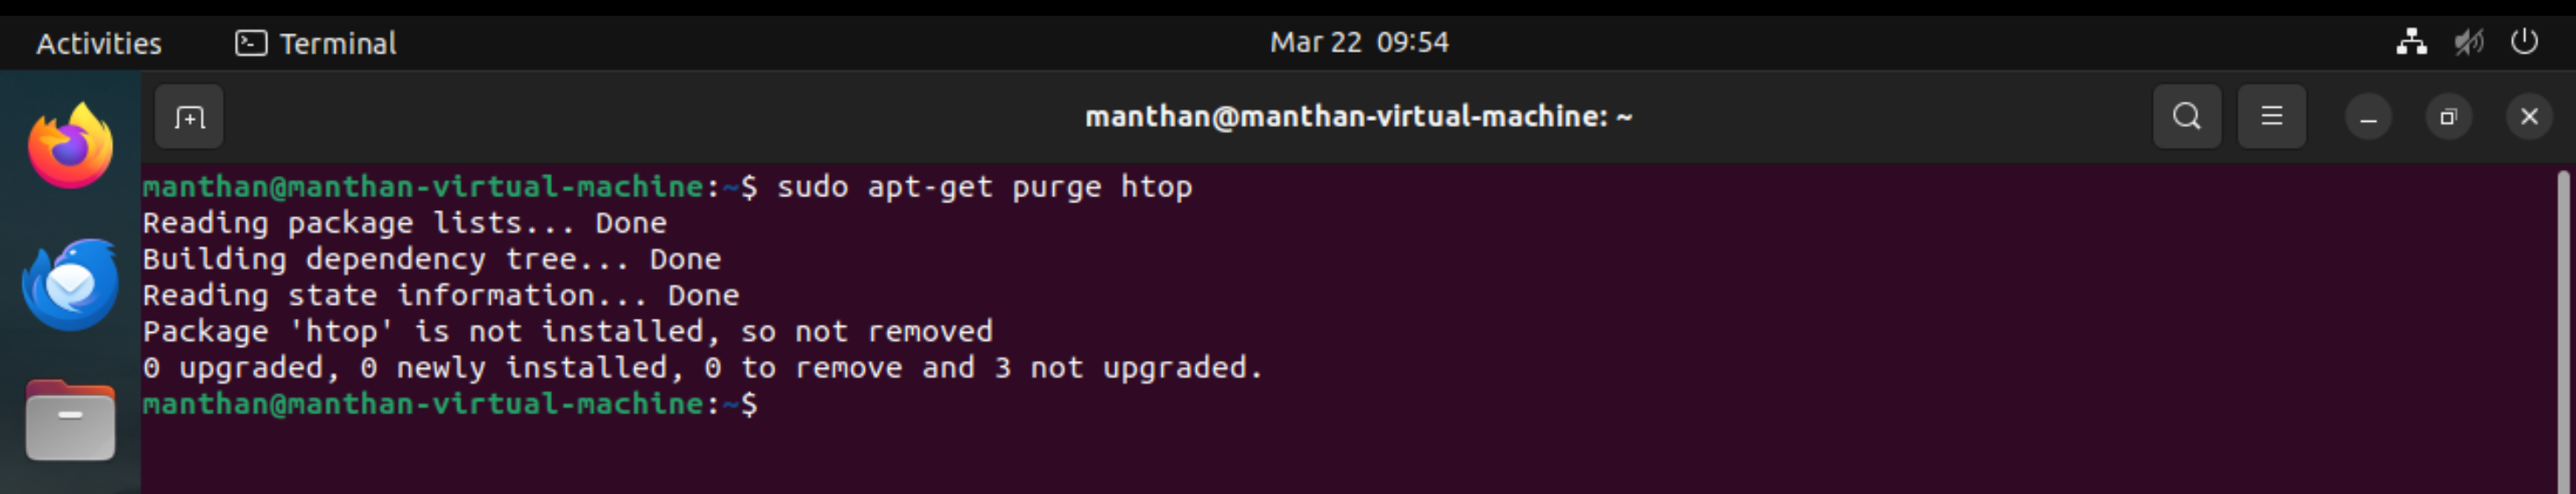 Activities Terminal Mar 22 09:54
manthan@manthan-virtual-machine: ~
manthan@manthan-virtual-machine:~$ sudo apt-get purge htop
Reading package lists... Done
Building dependency tree... Done
Reading state information... Done
Package 'htop' is not installed, so not removed
0 upgraded, 0 newly installed, 0 to remove and 3 not upgraded.
manthan@manthan-virtual-machine:~$